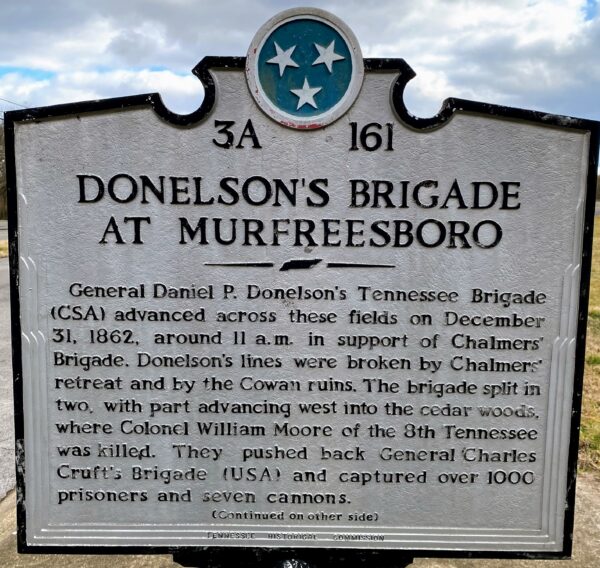 3A 161
DONELSON'S BRIGADE
AT MURFREESBORO
General Daniel P. Donelson's Tennessee Brigade
(CSA) advanced across these fields on December
31, 1862, around 11 a.m. in support of Chalmers'
Brigade. Donelson's lines were broken by Chalmers'
retreat and by the Cowan ruins. The brigade split in
two, with part advancing west into the cedar woods,
where Colonel William Moore of the 8th Tennessee
was killed. They pushed back General Charles
Cruft's Brigade (USA) and captured over 1000
prisoners and seven cannons.
(Continued on other side)
TENNESSEE HISTORICAL COMMISSION